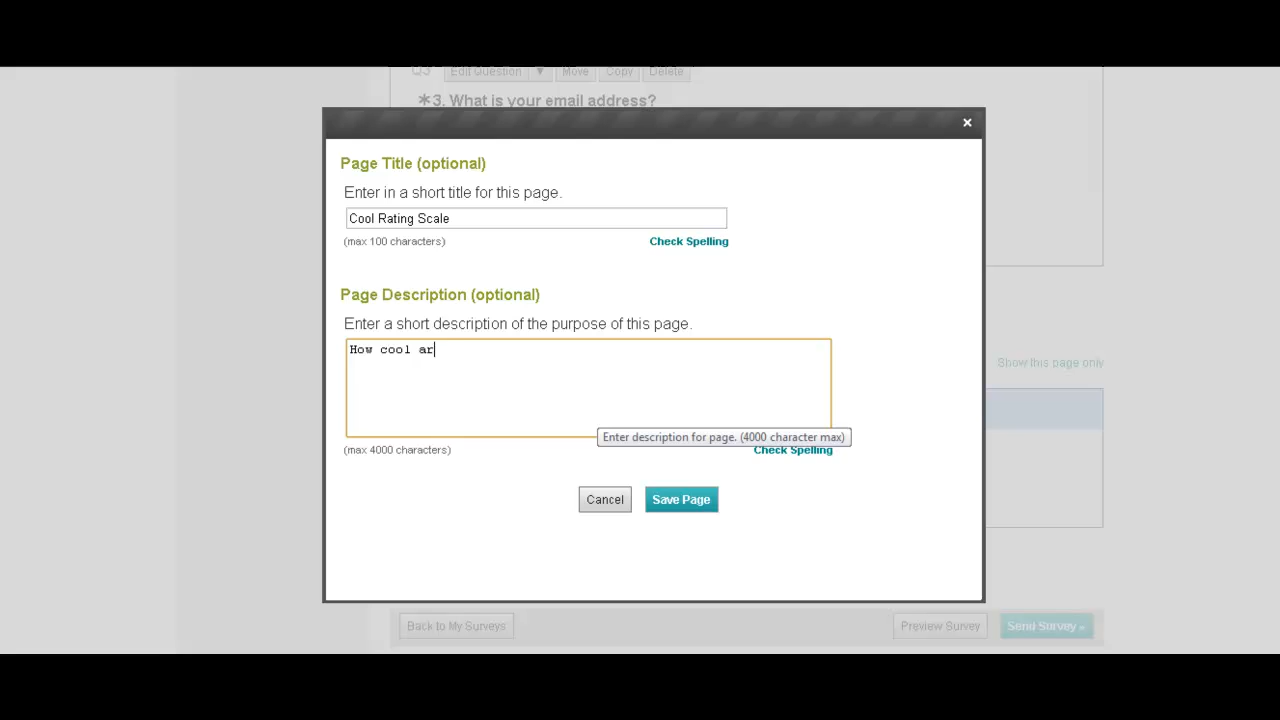 Q3 Edit Question ▼ Move Copy Delete
*3. What is your email address?
×
Page Title (optional)
Enter in a short title for this page.
Cool Rating Scale
(max 100 characters) Check Spelling
Page Description (optional)
Enter a short description of the purpose of this page.
How cool ar
Show this page only
Enter description for page. (4000 character max)
(max 4000 characters) Check Spelling
Cancel Save Page
Back to My Surveys Preview Survey Send Survey »